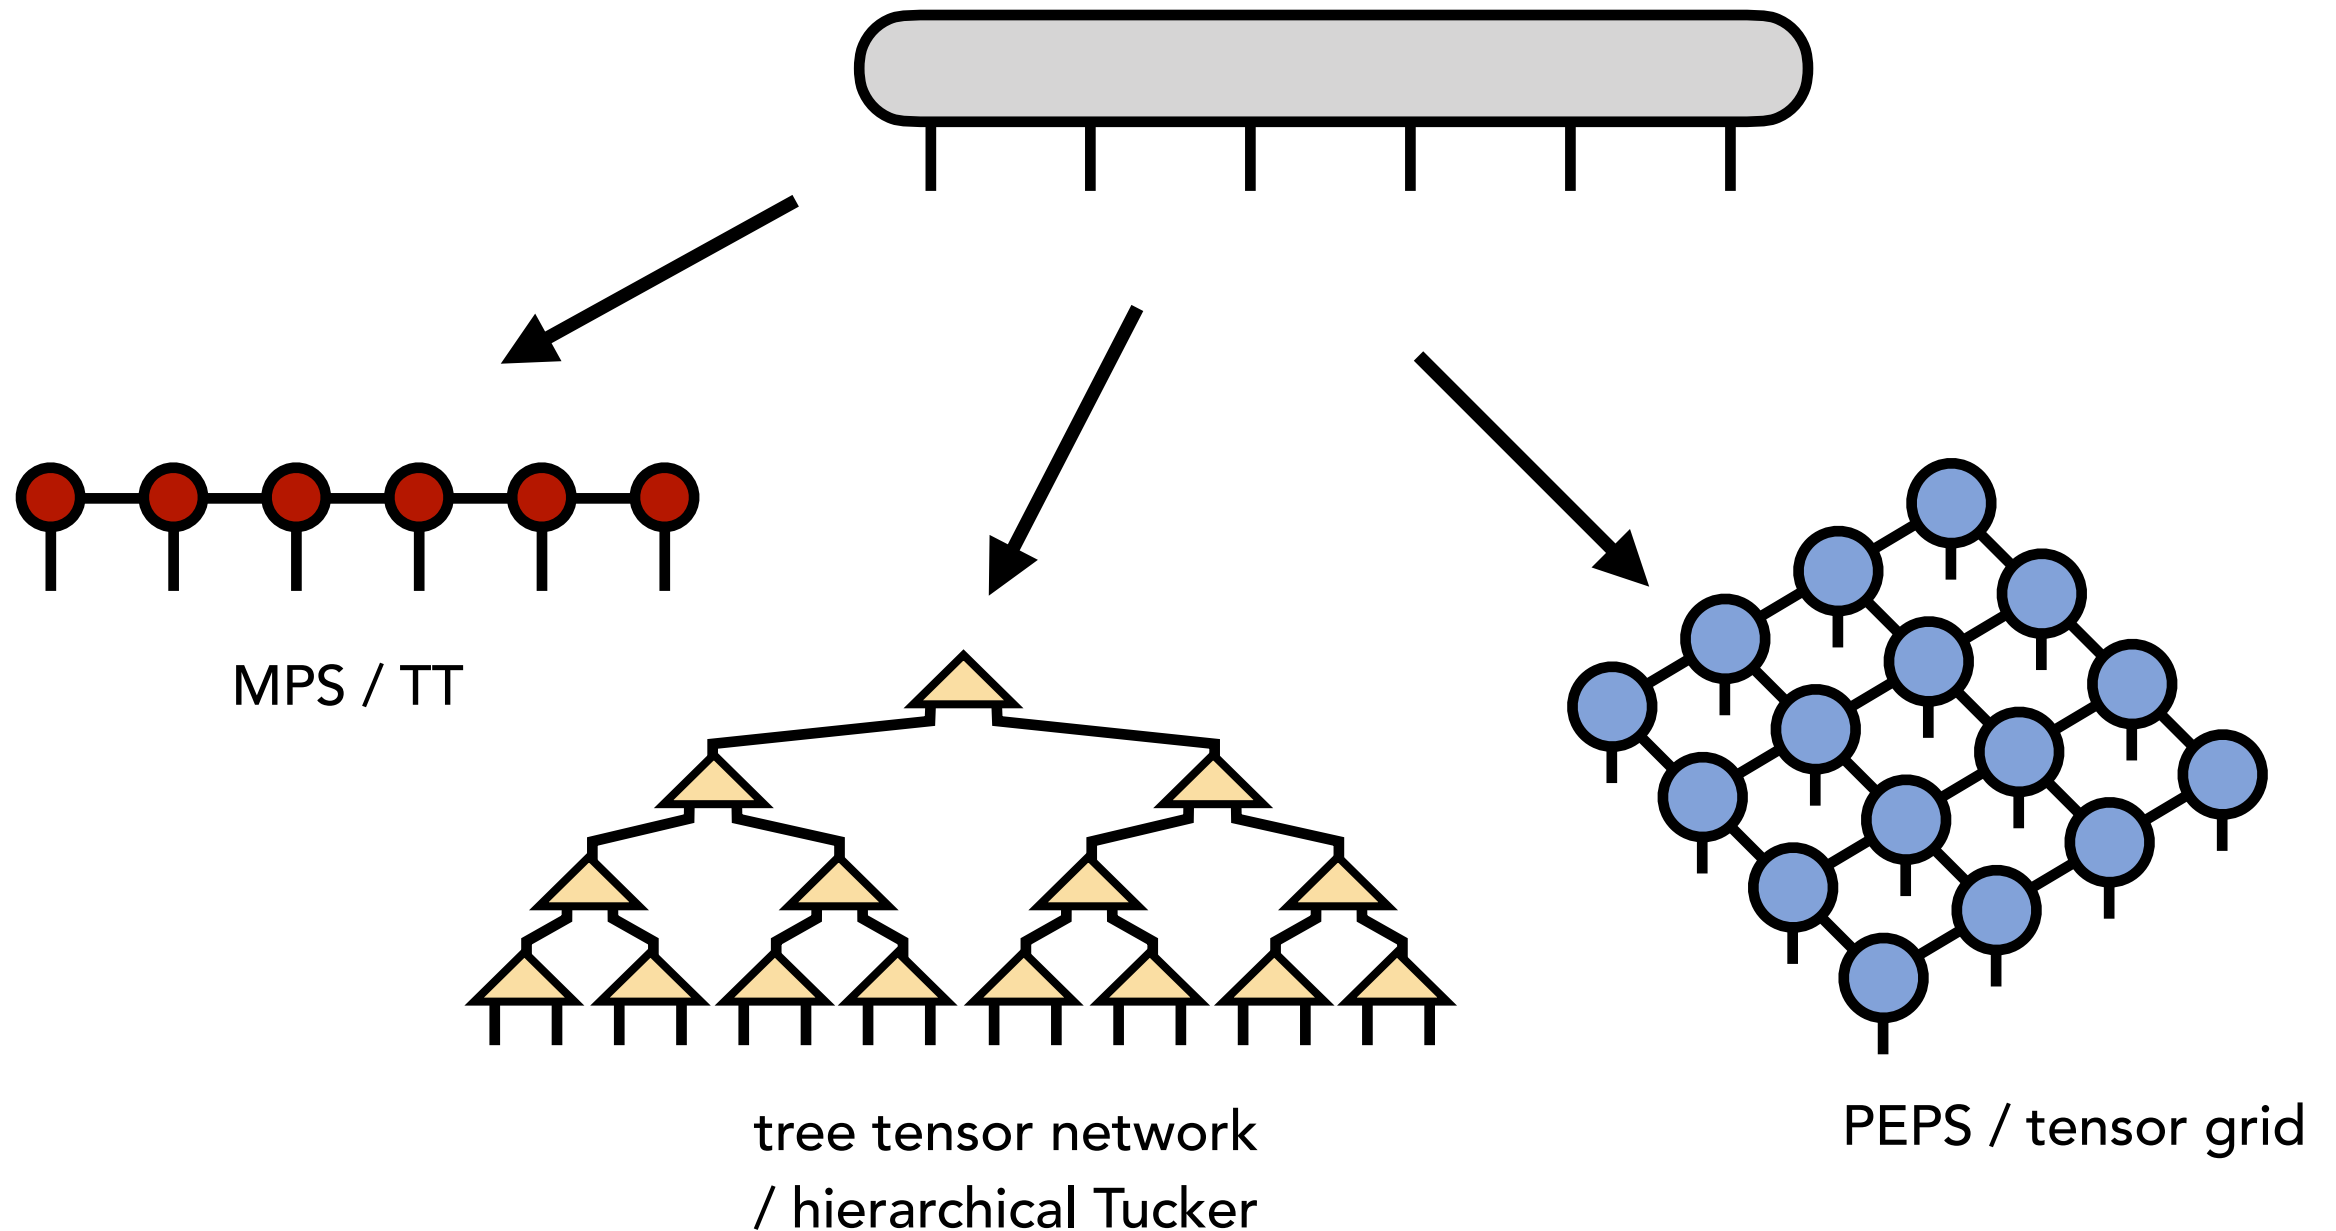 MPS / TT
tree tensor network
/ hierarchical Tucker
PEPS / tensor grid